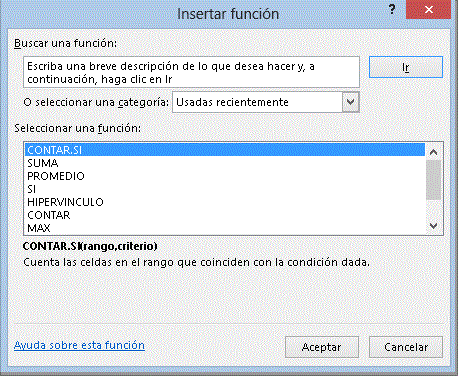 Insertar función
? ×
Buscar una función:
Escriba una breve descripción de lo que desea hacer y, a
continuación, haga clic en Ir
Ir
O seleccionar una categoría: Usadas recientemente
Seleccionar una función:
CONTAR.SI
SUMA
PROMEDIO
SI
HIPERVINCULO
CONTAR
MAX
CONTAR.SI(rango,criterio)
Cuenta las celdas en el rango que coinciden con la condición dada.
Ayuda sobre esta función
Aceptar
Cancelar